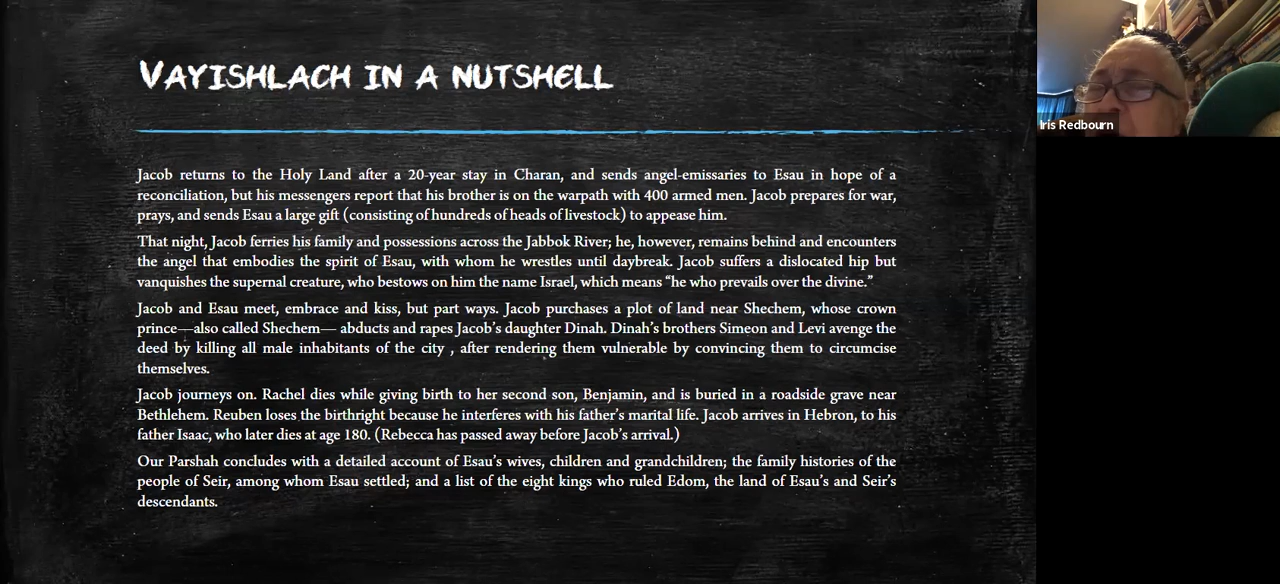 VAYISHLACH IN A NUTSHELL
Jacob returns to the Holy Land after a 20-year stay in Charan, and sends angel-emissaries to Esau in hope of a
reconciliation, but his messengers report that his brother is on the warpath with 400 armed men. Jacob prepares for war,
prays, and sends Esau a large gift (consisting of hundreds of heads of livestock) to appease him.
That night, Jacob ferries his family and possessions across the Jabbok River; he, however, remains behind and encounters
the angel that embodies the spirit of Esau, with whom he wrestles until daybreak. Jacob suffers a dislocated hip but
vanquishes the supernal creature, who bestows on him the name Israel, which means “he who prevails over the divine.”
Jacob and Esau meet, embrace and kiss, but part ways. Jacob purchases a plot of land near Shechem, whose crown
prince—also called Shechem— abducts and rapes Jacob’s daughter Dinah. Dinah’s brothers Simeon and Levi avenge the
deed by killing all male inhabitants of the city , after rendering them vulnerable by convincing them to circumcise
themselves.
Jacob journeys on. Rachel dies while giving birth to her second son, Benjamin, and is buried in a roadside grave near
Bethlehem. Reuben loses the birthright because he interferes with his father’s marital life. Jacob arrives in Hebron, to his
father Isaac, who later dies at age 180. (Rebecca has passed away before Jacob’s arrival.)
Our Parshah concludes with a detailed account of Esau’s wives, children and grandchildren; the family histories of the
people of Seir, among whom Esau settled; and a list of the eight kings who ruled Edom, the land of Esau’s and Seir’s
descendants.
Iris Redbourn